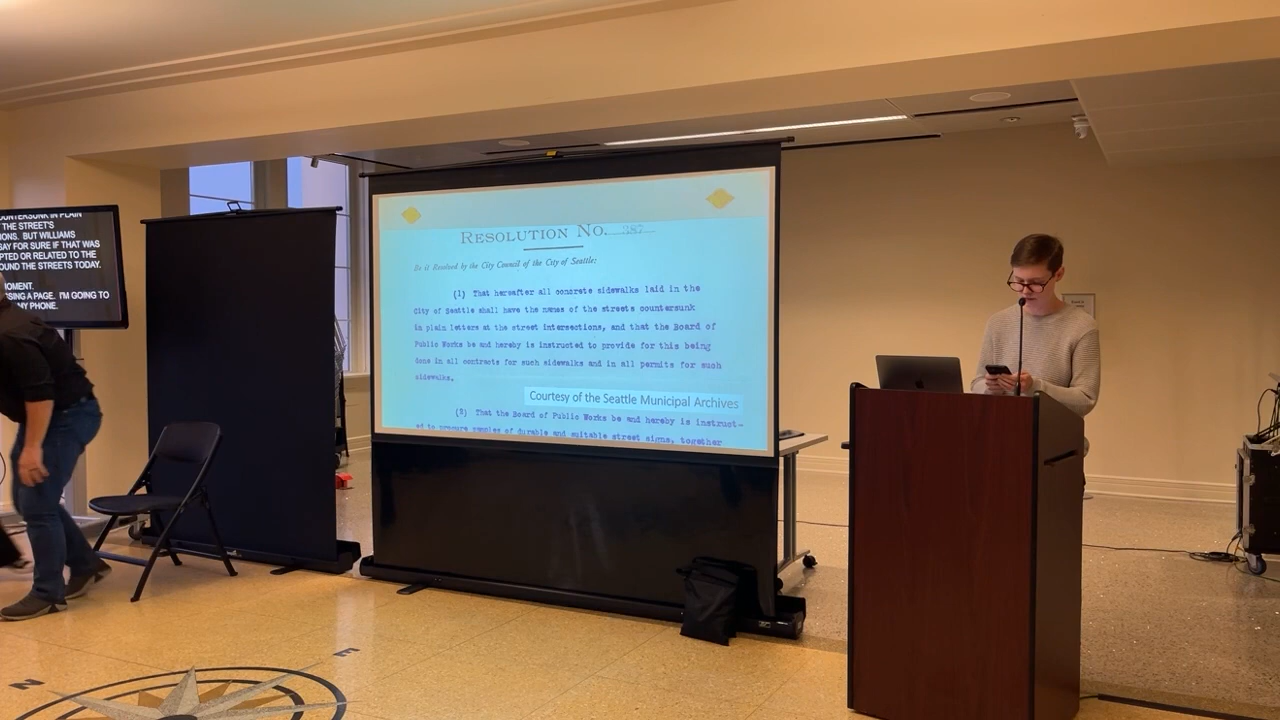 COUNTERSUNK IN PLAIN
THE STREET'S
IONS. BUT WILLIAMS
SAY FOR SURE IF THAT WAS
PTED OR RELATED TO THE
OUND THE STREETS TODAY.
MOMENT.
SING A PAGE. I'M GOING TO
MY PHONE.
RESOLUTION No. 387
Be it Resolved by the City Council of the City of Seattle:
(1) That hereafter all concrete sidewalks laid in the
City of Seattle shall have the names of the streets countersunk
in plain letters at the street intersections, and that the Board of
Public Works be and hereby is instructed to provide for this being
done in all contracts for such sidewalks and in all permits for such
sidewalks.
Courtesy of the Seattle Municipal Archives
(2) That the Board of Public Works be and hereby is instruct-
ed to procure samples of durable and suitable street signs, together
N
E